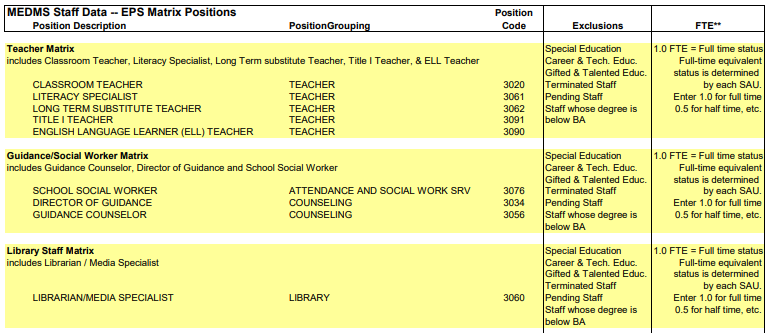 MEDMS Staff Data -- EPS Matrix Positions Position
Position Description PositionGrouping Code Exclusions FTE**
Teacher Matrix Special Education 1.0 FTE = Full time status
includes Classroom Teacher, Literacy Specialist, Long Term substitute Teacher, Title I Teacher, & ELL Teacher Career & Tech. Educ. Full-time equivalent
Gifted & Talented Educ. status is determined
CLASSROOM TEACHER TEACHER 3020 Terminated Staff by each SAU.
LITERACY SPECIALIST TEACHER 3061 Pending Staff Enter 1.0 for full time
LONG TERM SUBSTITUTE TEACHER TEACHER 3062 Staff whose degree is 0.5 for half time, etc.
TITLE I TEACHER TEACHER 3091 below BA
ENGLISH LANGUAGE LEARNER (ELL) TEACHER TEACHER 3090
Guidance/Social Worker Matrix Special Education 1.0 FTE = Full time status
includes Guidance Counselor, Director of Guidance and School Social Worker Career & Tech. Educ. Full-time equivalent
Gifted & Talented Educ. status is determined
SCHOOL SOCIAL WORKER ATTENDANCE AND SOCIAL WORK SRV 3076 Terminated Staff by each SAU.
DIRECTOR OF GUIDANCE COUNSELING 3034 Pending Staff Enter 1.0 for full time
GUIDANCE COUNSELOR COUNSELING 3056 Staff whose degree is 0.5 for half time, etc.
below BA
Library Staff Matrix Special Education 1.0 FTE = Full time status
includes Librarian / Media Specialist Career & Tech. Educ. Full-time equivalent
Gifted & Talented Educ. status is determined
Terminated Staff by each SAU.
LIBRARIAN/MEDIA SPECIALIST LIBRARY 3060 Pending Staff Enter 1.0 for full time
Staff whose degree is 0.5 for half time, etc.
below BA